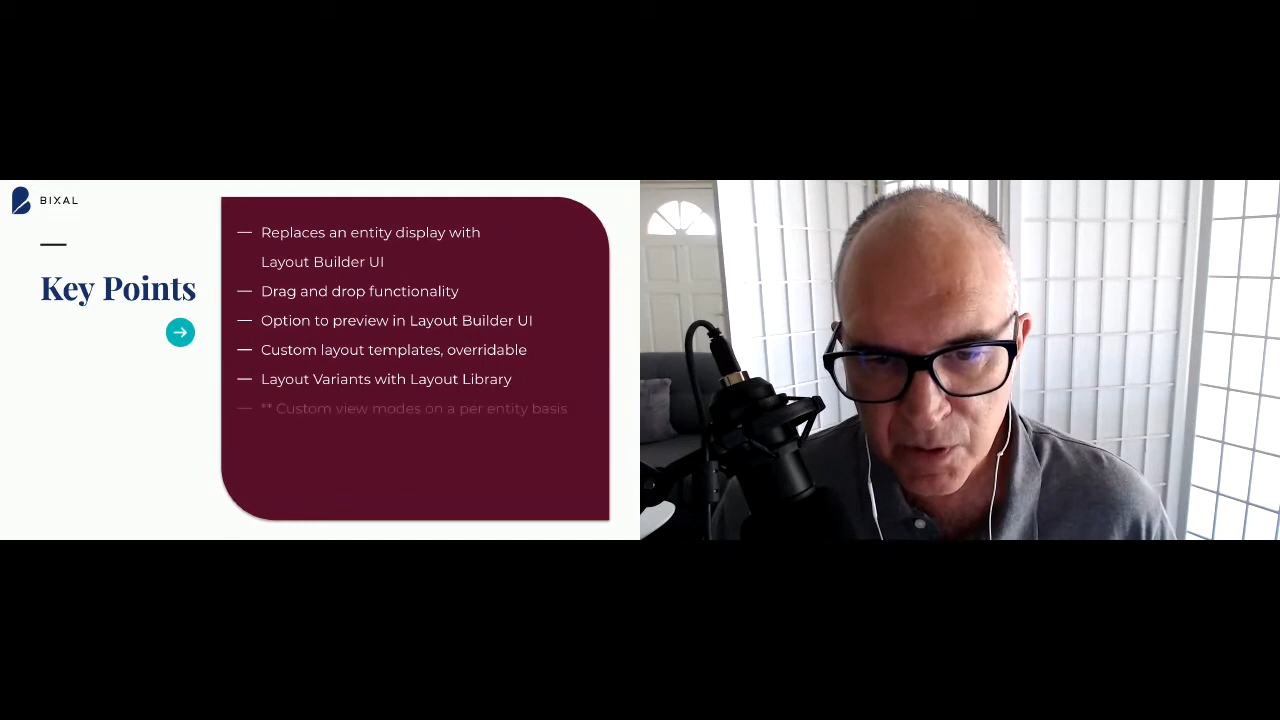 BIXAL
Key Points
— Replaces an entity display with
Layout Builder UI
— Drag and drop functionality
— Option to preview in Layout Builder UI
— Custom layout templates, overridable
— Layout Variants with Layout Library
— ** Custom view modes on a per entity basis